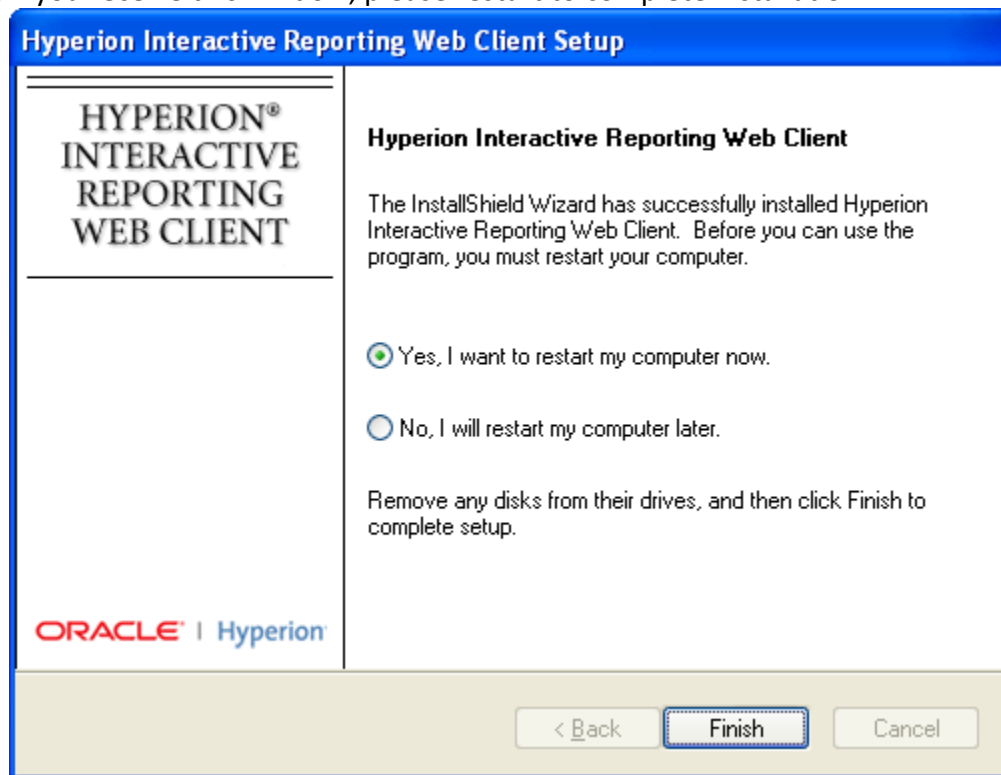 Hyperion Interactive Reporting Web Client Setup
HYPERION®
INTERACTIVE
REPORTING
WEB CLIENT
Hyperion Interactive Reporting Web Client
The InstallShield Wizard has successfully installed Hyperion
Interactive Reporting Web Client.  Before you can use the
program, you must restart your computer.
Yes, I want to restart my computer now.
No, I will restart my computer later.
Remove any disks from their drives, and then click Finish to
complete setup.
ORACLE® | Hyperion
< Back
Finish
Cancel